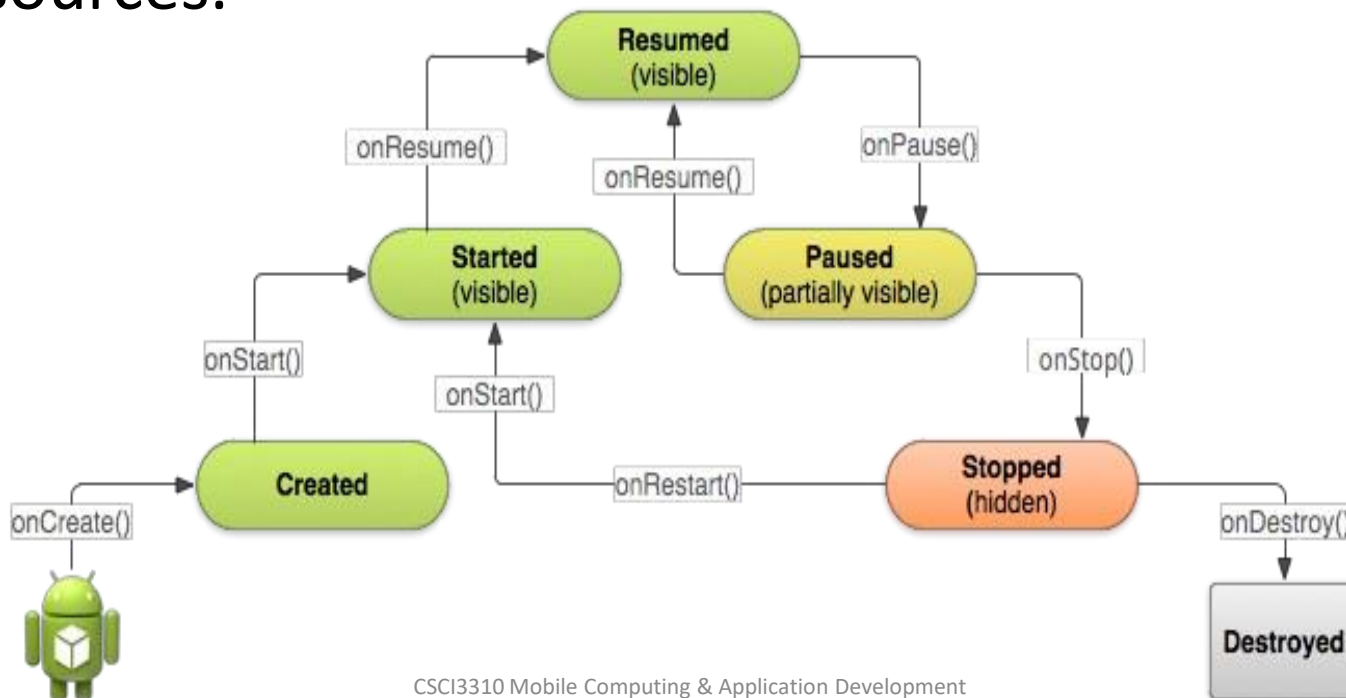 Resumed
(visible)
onResume()
onPause()
onResume()
Started
(visible)
Paused
(partially visible)
onStart()
onStop()
onStart()
Created
onRestart()
Stopped
(hidden)
onCreate()
onDestroy()
Destroyed
CSCI3310 Mobile Computing & Application Development